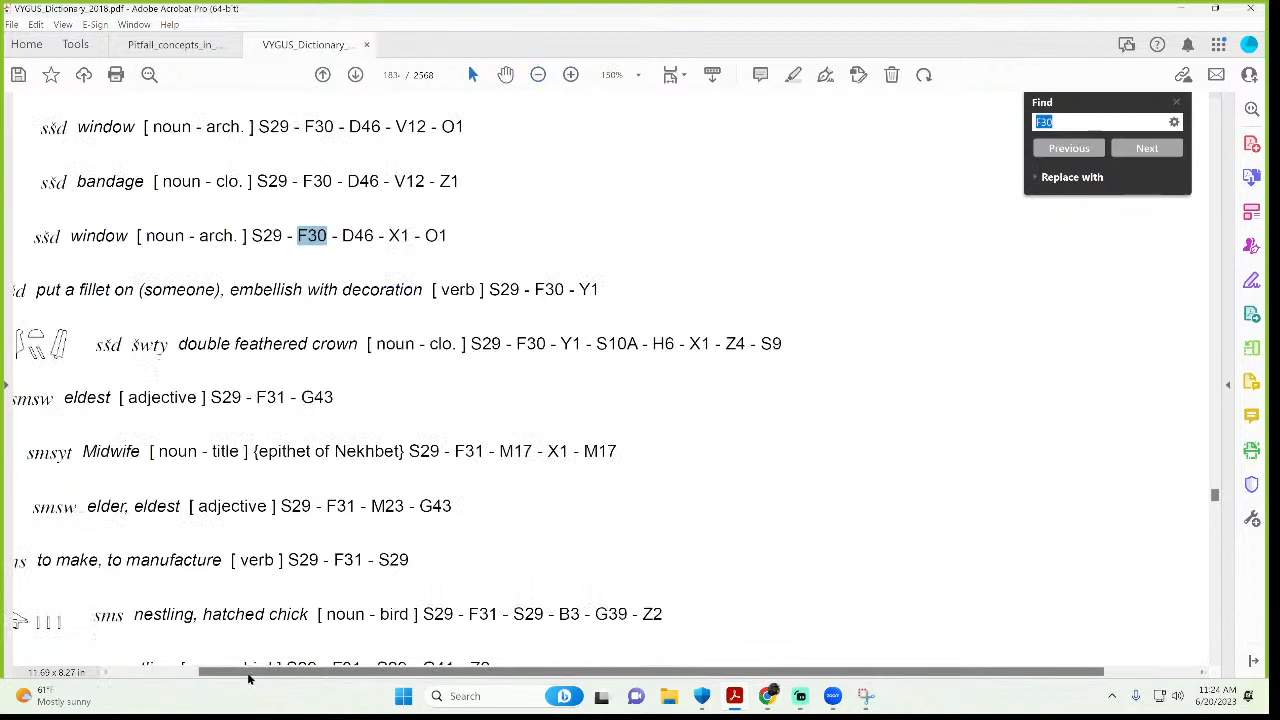 VYGUS_Dictionary_2018.pdf - Adobe Acrobat Pro (64-bit)
File Edit View E-Sign Window Help
Home Tools Pitfall_concepts_in_... VYGUS_Dictionary_... ×
1834 / 2568 150%
Find
F30
Previous Next
Replace with
sšd window [ noun - arch. ] S29 - F30 - D46 - V12 - O1
sšd bandage [ noun - clo. ] S29 - F30 - D46 - V12 - Z1
sšd window [ noun - arch. ] S29 - F30 - D46 - X1 - O1
d put a fillet on (someone), embellish with decoration [ verb ] S29 - F30 - Y1
sšd šwty double feathered crown [ noun - clo. ] S29 - F30 - Y1 - S10A - H6 - X1 - Z4 - S9
smsw eldest [ adjective ] S29 - F31 - G43
smsyt Midwife [ noun - title ] {epithet of Nekhbet} S29 - F31 - M17 - X1 - M17
smsw elder, eldest [ adjective ] S29 - F31 - M23 - G43
ns to make, to manufacture [ verb ] S29 - F31 - S29
sms nestling, hatched chick [ noun - bird ] S29 - F31 - S29 - B3 - G39 - Z2
11.69 x 8.27 in
61°F
Mostly sunny
Search
11:24 AM
6/20/2023